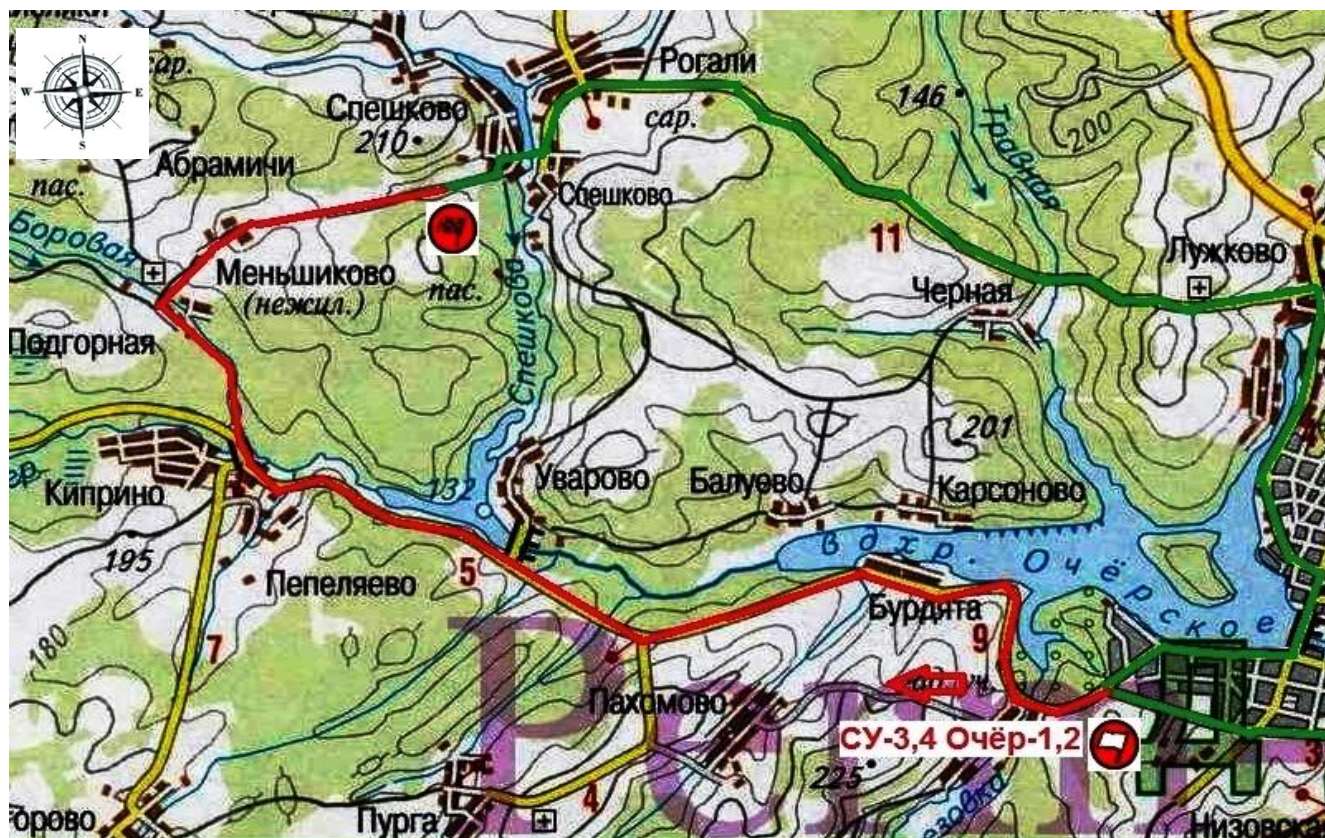 N
W
E
S
сар.
Рогали
Спешково
210
сар.
146
Травная
200
Абрамичи
пас.
Спешково
Боровая
11
Лужково
Меньшиково
(нежил.)
пас.
Черная
Спешкова
Подгорная
201
Уварово
Балуево
Карсоново
132
Киприно
195
вдхр. Очёрское
5
Пепеляево
Бурдята
180
7
9
Пахомово
СУ-3,4 Очёр-1,2
225
3
4
Пурга